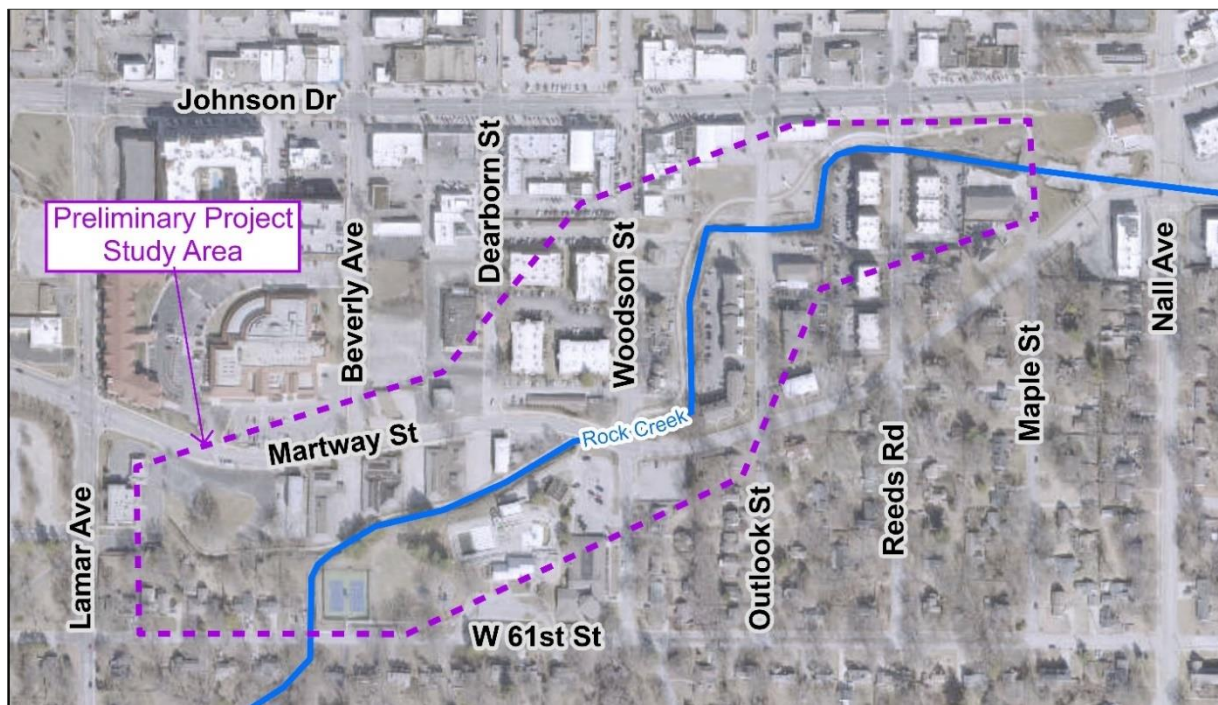 Johnson Dr
Preliminary Project
Study Area
Beverly Ave
Dearborn St
Woodson St
Nall Ave
Rock Creek
Martway St
Maple St
Lamar Ave
Outlook St
Reeds Rd
W 61st St